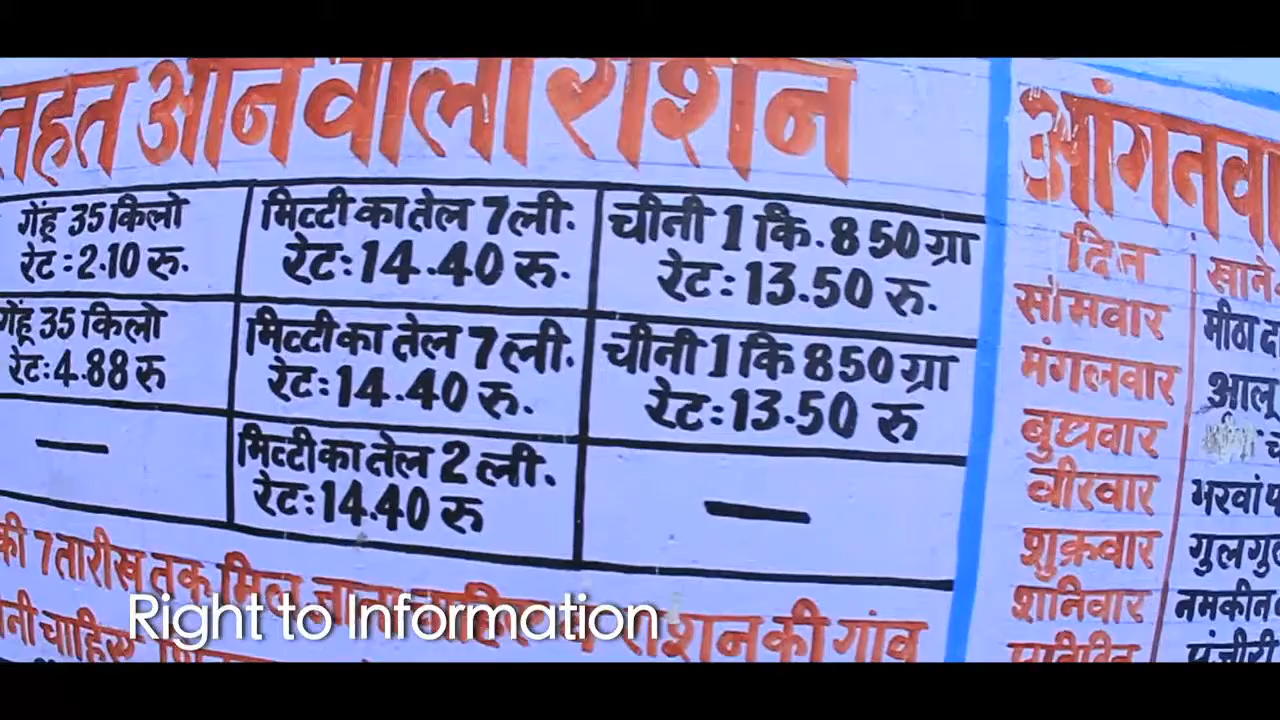 तहत आने वाला राशन
गेंहू 35 किलो
रेट : 2.10 रु.
मिट्टी का तेल 7 ली.
रेट : 14.40 रु.
चीनी 1 कि. 850 ग्रा
रेट : 13.50 रु.
गेंहू 35 किलो
रेट : 4.88 रु
मिट्टी का तेल 7 ली.
रेट : 14.40 रु.
चीनी 1 कि 850 ग्रा
रेट : 13.50 रु
—
मिट्टी का तेल 2 ली.
रेट : 14.40 रु
—
की 7 तारीख तक मिल जाना चाहिए
राशन की गांव
नी चाहिए
Right to Information
आंगनवा
दिन
खाने
सोमवार
मीठा द
मंगलवार
आलू
बुधवार
वीरवार
भरवां प
शुक्रवार
गुलगु
शनिवार
नमकीन
पंजीरी